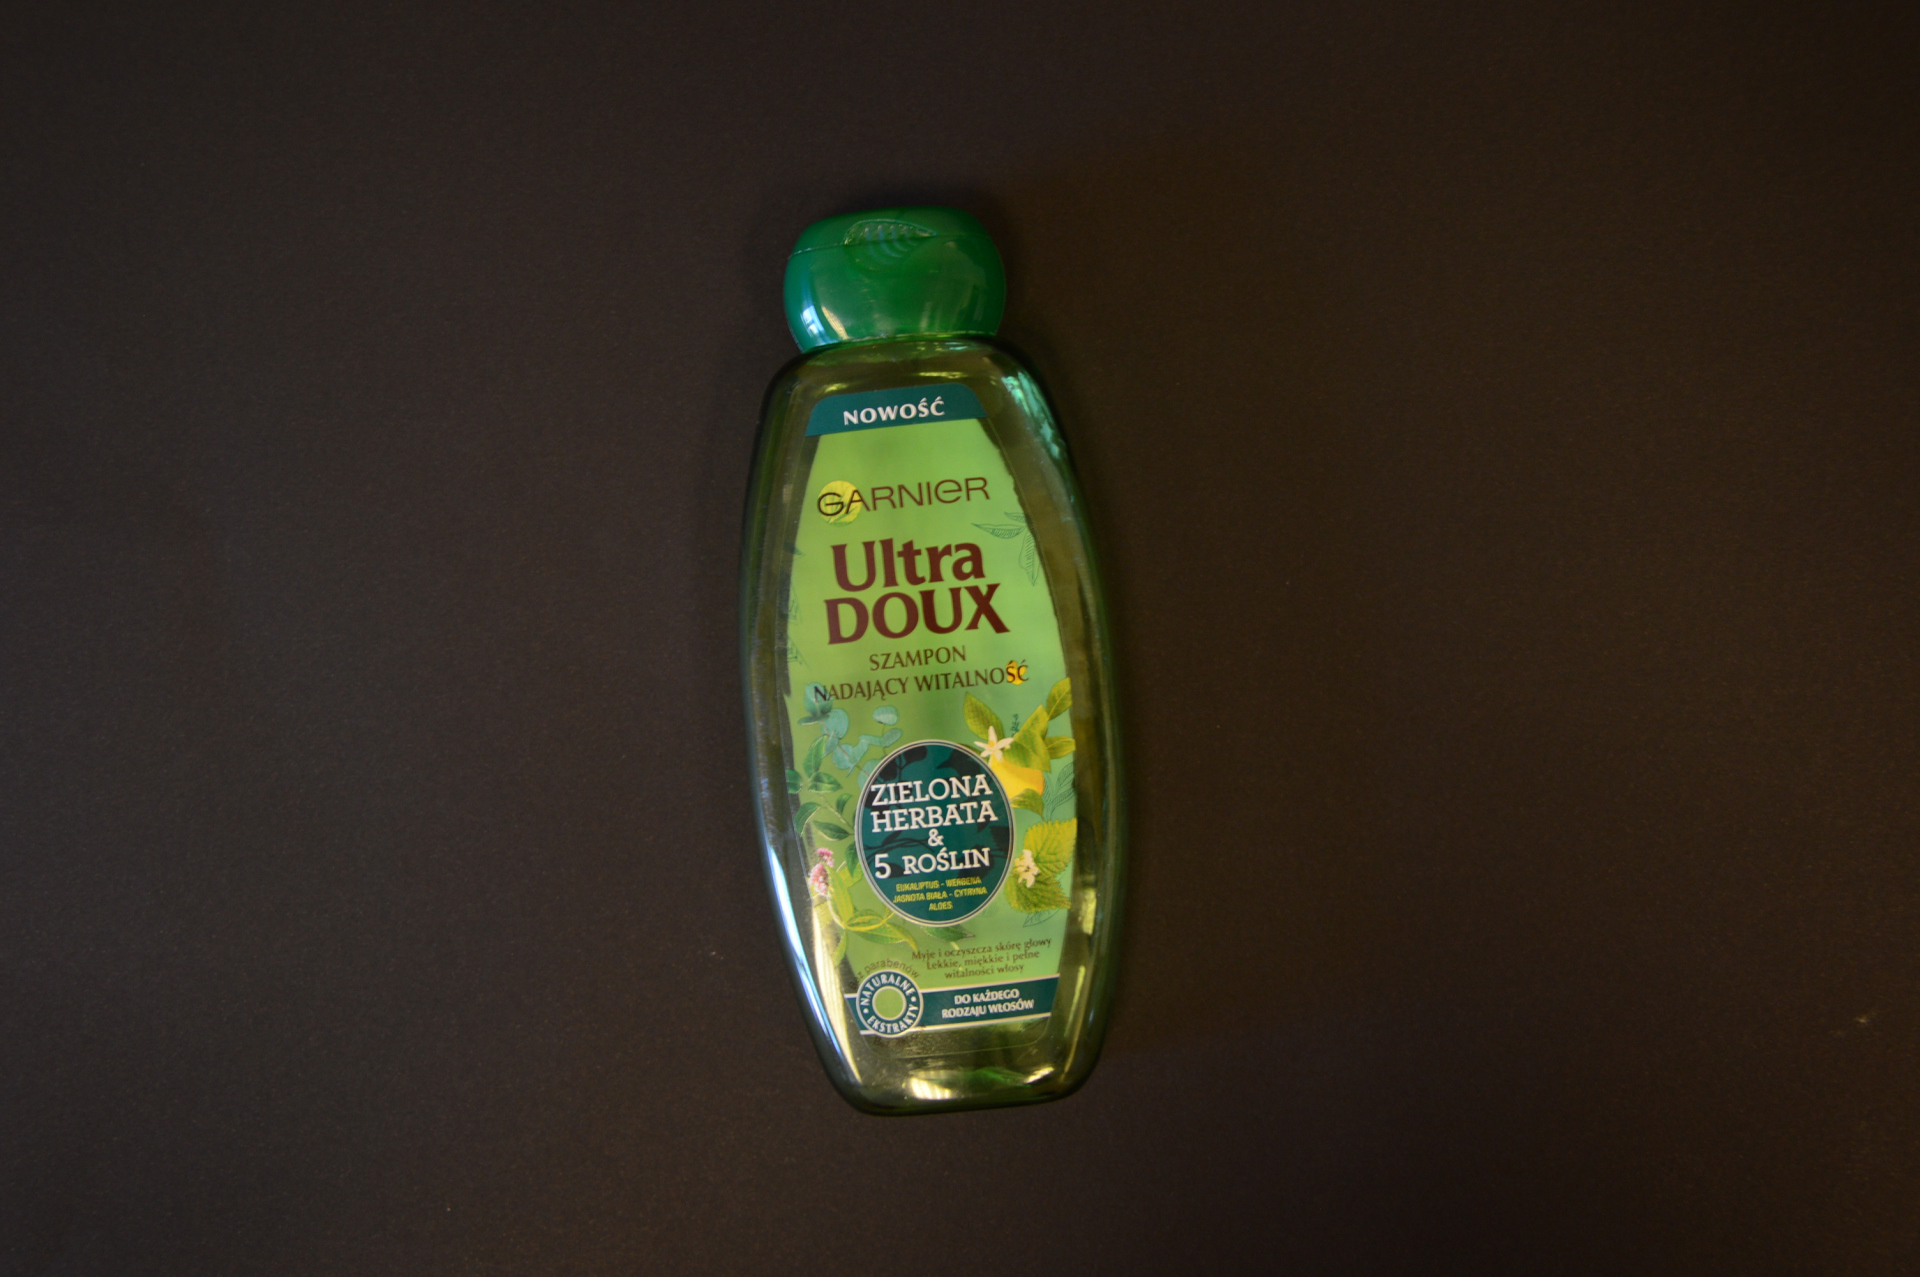 NOWOŚĆ
GARNIER
Ultra
DOUX
SZAMPON
NADAJĄCY WITALNOŚĆ
ZIELONA
HERBATA
&
5 ROŚLIN
EUKALIPTUS - WERBENA
JASNOTA BIAŁA - CYTRYNA
ALOES
Myje i oczyszcza skórę głowy
Lekkie, miękkie i pełne
witalności włosy
parabenów
NATURALNE
EKSTRAKTY
DO KAŻDEGO
RODZAJU WŁOSÓW